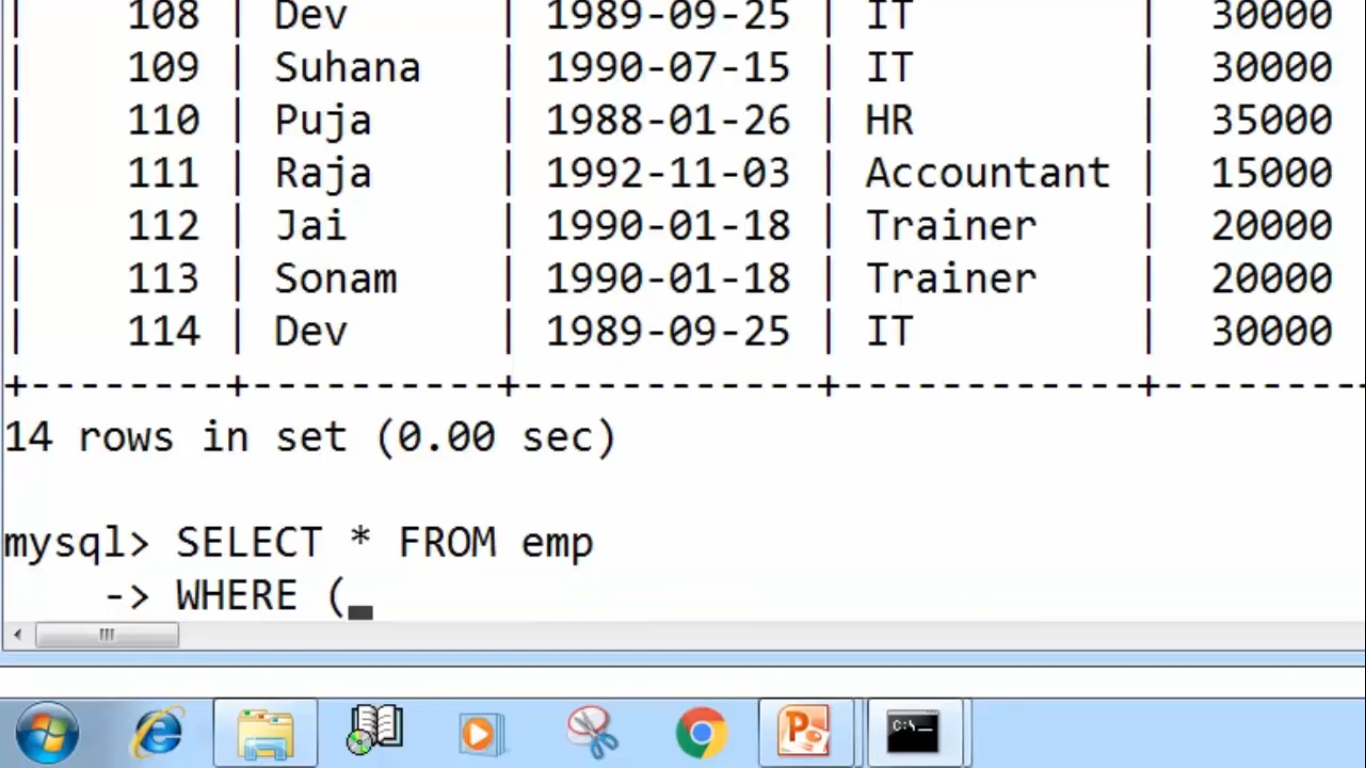 |    108 | Dev      | 1989-09-25 | IT         |  30000
|    109 | Suhana   | 1990-07-15 | IT         |  30000
|    110 | Puja     | 1988-01-26 | HR         |  35000
|    111 | Raja     | 1992-11-03 | Accountant |  15000
|    112 | Jai      | 1990-01-18 | Trainer    |  20000
|    113 | Sonam    | 1990-01-18 | Trainer    |  20000
|    114 | Dev      | 1989-09-25 | IT         |  30000
+--------+----------+------------+------------+--------
14 rows in set (0.00 sec)
mysql> SELECT * FROM emp
    -> WHERE (_
C:\_